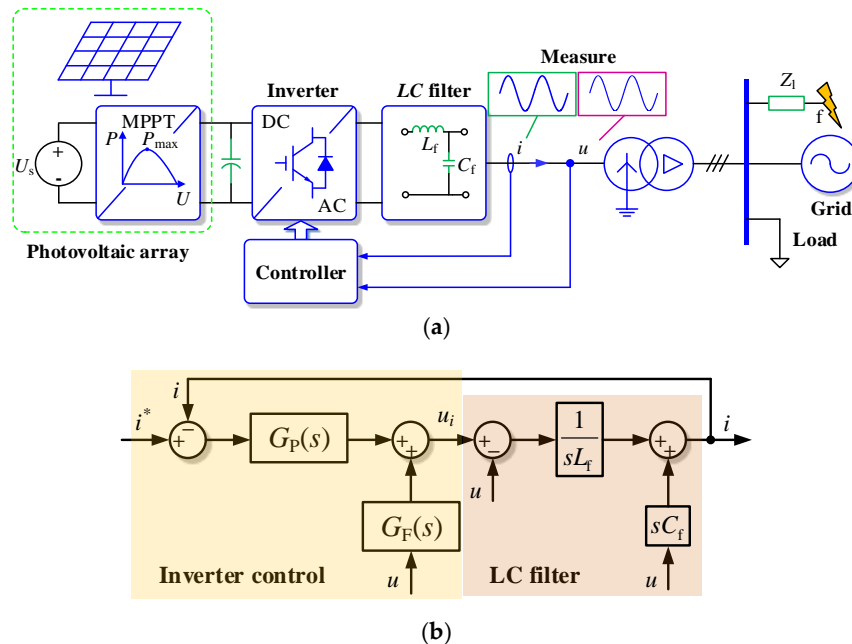 Measure
Inverter
LC filter
MPPT
P
Pmax
U
Us
+
-
DC
AC
Lf
Cf
i
u
Z1
f
Grid
Load
Photovoltaic array
Controller
(a)
i
i*
+
−
GP(s)
+
+
ui
+
−
u
1
sLf
+
+
i
GF(s)
sCf
Inverter control
u
LC filter
u
(b)